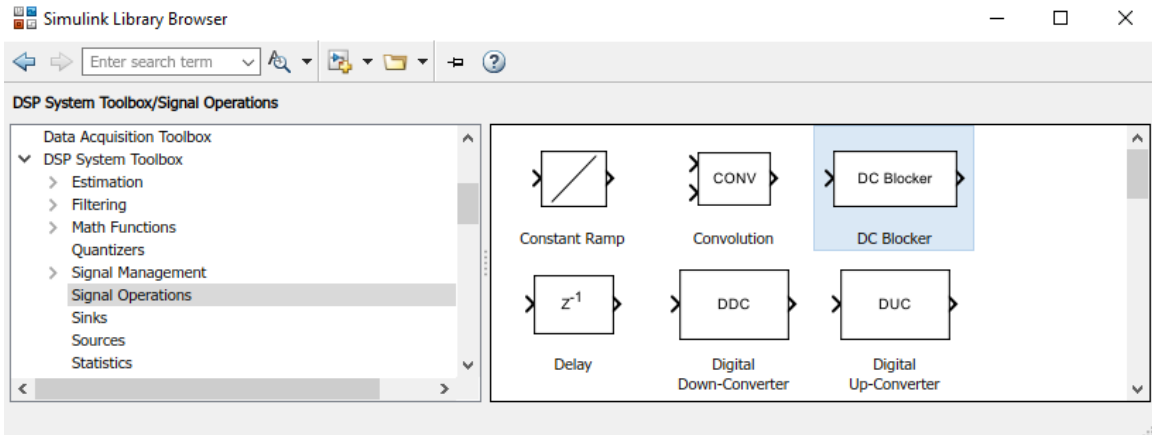 Simulink Library Browser
Enter search term
DSP System Toolbox/Signal Operations
Data Acquisition Toolbox
DSP System Toolbox
Estimation
Filtering
Math Functions
Quantizers
Signal Management
Signal Operations
Sinks
Sources
Statistics
CONV
DC Blocker
Constant Ramp
Convolution
DC Blocker
Z-1
DDC
DUC
Delay
Digital
Down-Converter
Digital
Up-Converter